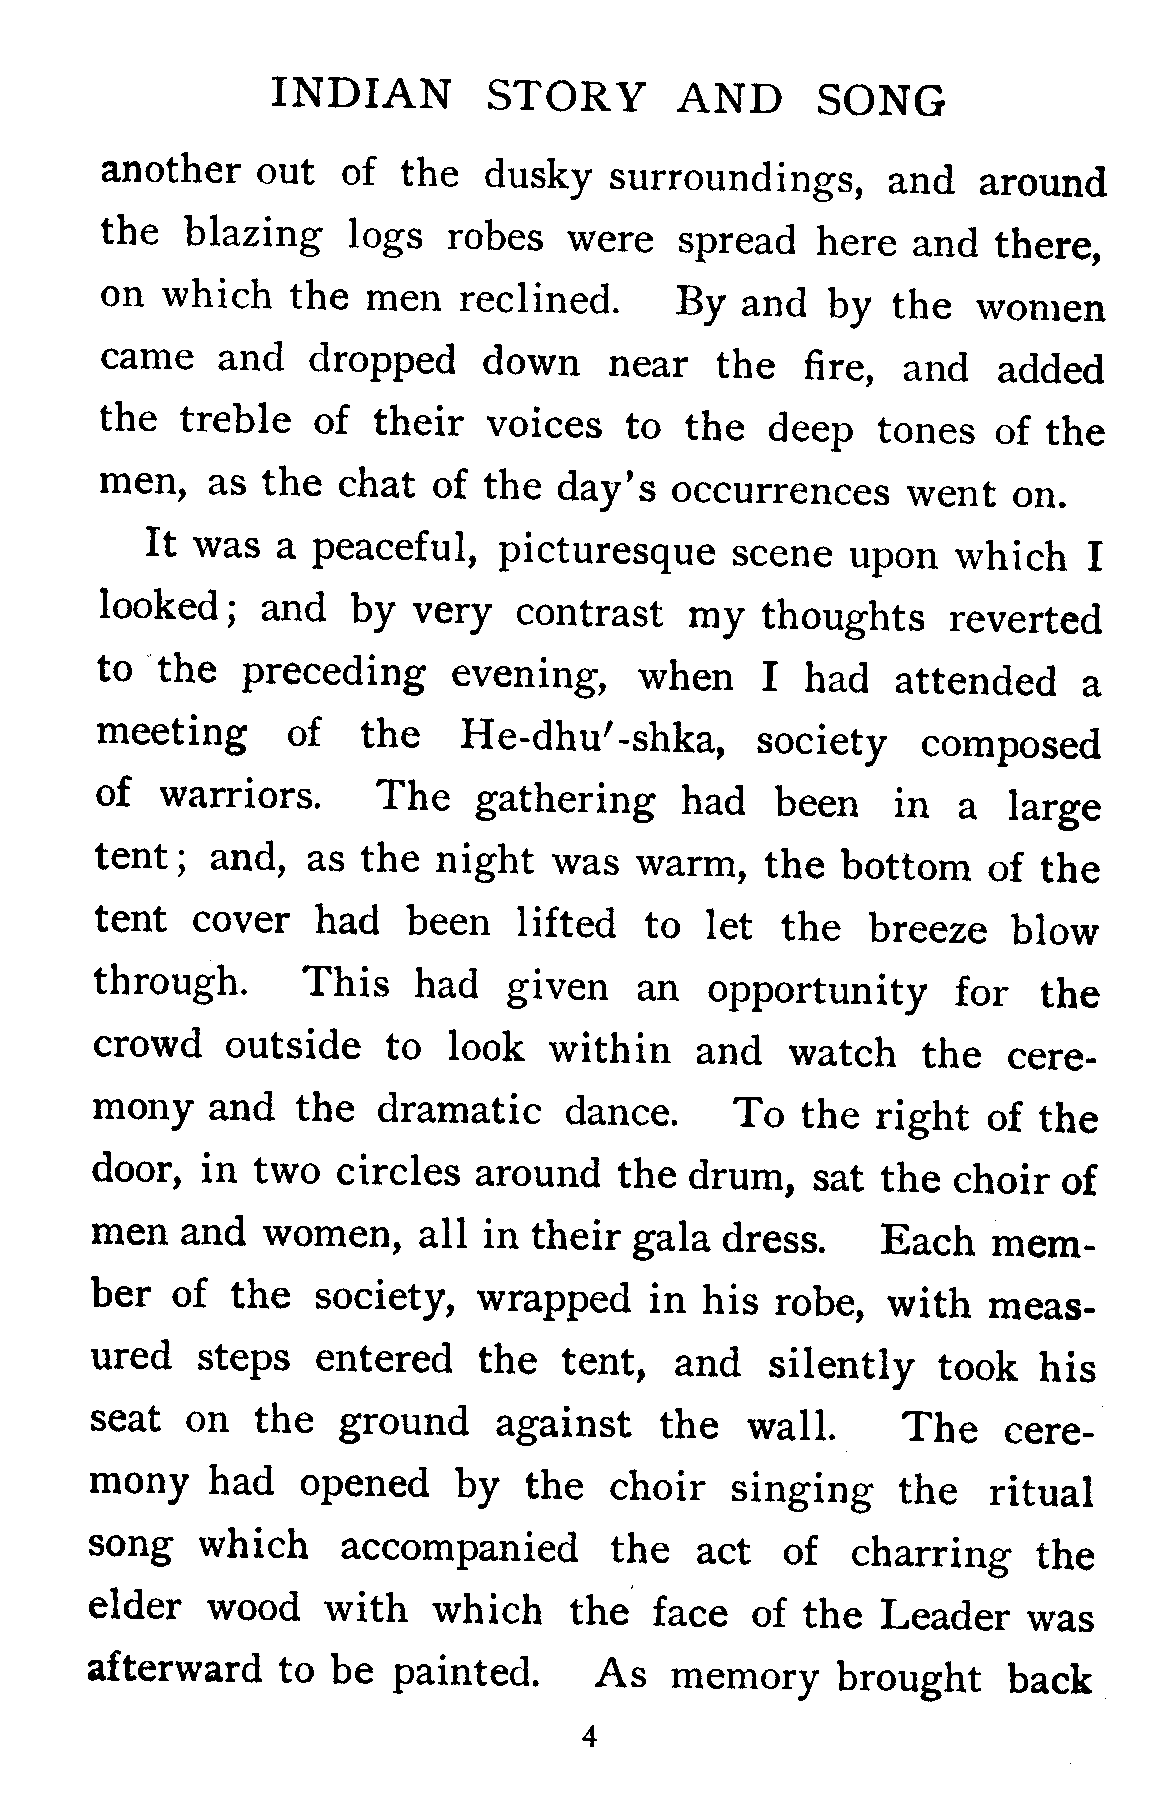 INDIAN STORY AND SONG
another out of the dusky surroundings, and around
the blazing logs robes were spread here and there,
on which the men reclined. By and by the women
came and dropped down near the fire, and added
the treble of their voices to the deep tones of the
men, as the chat of the day's occurrences went on.
It was a peaceful, picturesque scene upon which I
looked; and by very contrast my thoughts reverted
to the preceding evening, when I had attended a
meeting of the He-dhu′-shka, society composed
of warriors. The gathering had been in a large
tent; and, as the night was warm, the bottom of the
tent cover had been lifted to let the breeze blow
through. This had given an opportunity for the
crowd outside to look within and watch the cere-
mony and the dramatic dance. To the right of the
door, in two circles around the drum, sat the choir of
men and women, all in their gala dress. Each mem-
ber of the society, wrapped in his robe, with meas-
ured steps entered the tent, and silently took his
seat on the ground against the wall. The cere-
mony had opened by the choir singing the ritual
song which accompanied the act of charring the
elder wood with which the face of the Leader was
afterward to be painted. As memory brought back
4